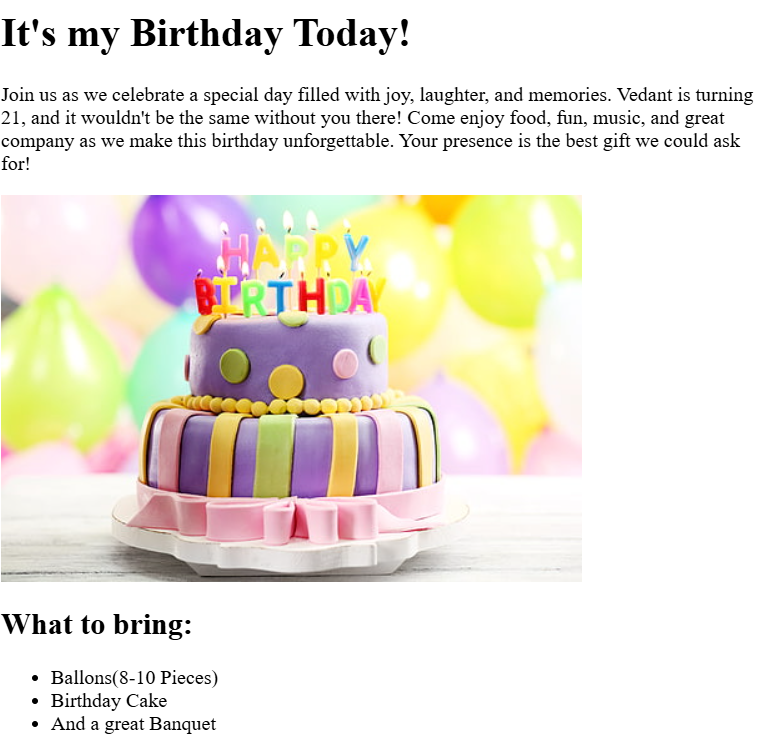 It's my Birthday Today!
Join us as we celebrate a special day filled with joy, laughter, and memories. Vedant is turning
21, and it wouldn't be the same without you there! Come enjoy food, fun, music, and great
company as we make this birthday unforgettable. Your presence is the best gift we could ask
for!
HAPPY
BIRTHDAY
What to bring:
Ballons(8-10 Pieces)
Birthday Cake
And a great Banquet